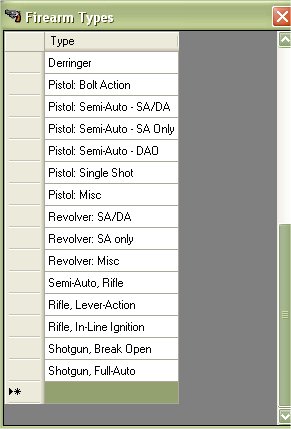 Firearm Types
Type
Derringer
Pistol: Bolt Action
Pistol: Semi-Auto - SA/DA
Pistol: Semi-Auto - SA Only
Pistol: Semi-Auto - DAO
Pistol: Single Shot
Pistol: Misc
Revolver: SA/DA
Revolver: SA only
Revolver: Misc
Semi-Auto, Rifle
Rifle, Lever-Action
Rifle, In-Line Ignition
Shotgun, Break Open
Shotgun, Full-Auto